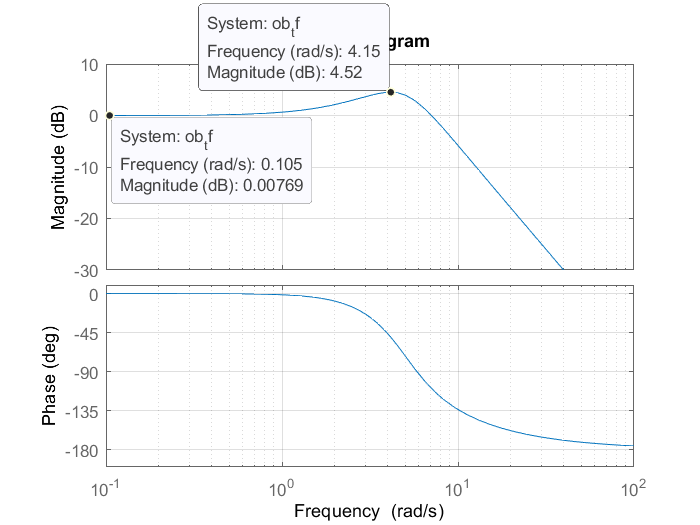 System: ob_tf
Frequency (rad/s): 4.15
Magnitude (dB): 4.52
gram
System: ob_tf
Frequency (rad/s): 0.105
Magnitude (dB): 0.00769
Magnitude (dB)
10
0
-10
-20
-30
Phase (deg)
0
-45
-90
-135
-180
10^-1
10^0
10^1
10^2
Frequency (rad/s)